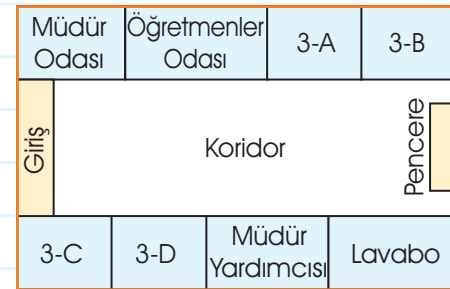 Müdür
Odası
Öğretmenler
Odası
3-A
3-B
Giriş
Koridor
Pencere
3-C
3-D
Müdür
Yardımcısı
Lavabo